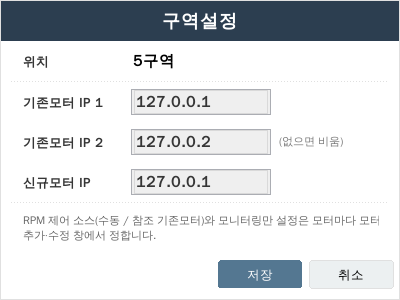 구역설정
위치 5구역
기존모터 IP 1 127.0.0.1
기존모터 IP 2 127.0.0.2 (없으면 비움)
신규모터 IP 127.0.0.1
RPM 제어 소스(수동 / 참조 기존모터)와 모니터링만 설정은 모터마다 모터
추가·수정 창에서 정합니다.
저장 취소